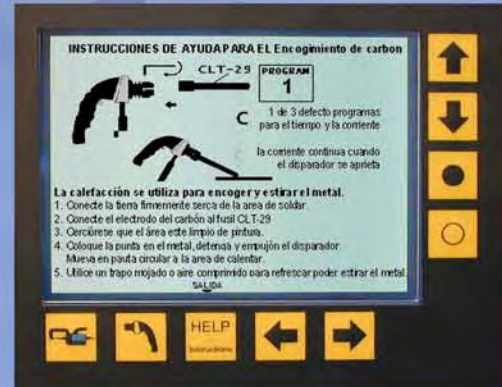 INSTRUCCIONES DE AYUDA PARA EL Encogimiento de carbon
CLT-29
PROGRAM
1
C
1 de 3 defecto programas
para el tiempo y la corriente
la corriente continua cuando
el disparador se aprieta
La calefacción se utiliza para encoger y estirar el metal.
1. Conecte la tierra firmemente serca de la area de soldar.
2. Conecte el electrodo del carbón al fusil CLT-29
3. Cerciórese que el área este limpio de pintura.
4. Coloque la punta en el metal, detenga y empujón el disparador.
Mueva en pauta circular a la area de calentar.
5. Utilice un trapo mojado o aire comprimido para refrescar poder estirar el metal.
SALIDA
HELP
Instructions